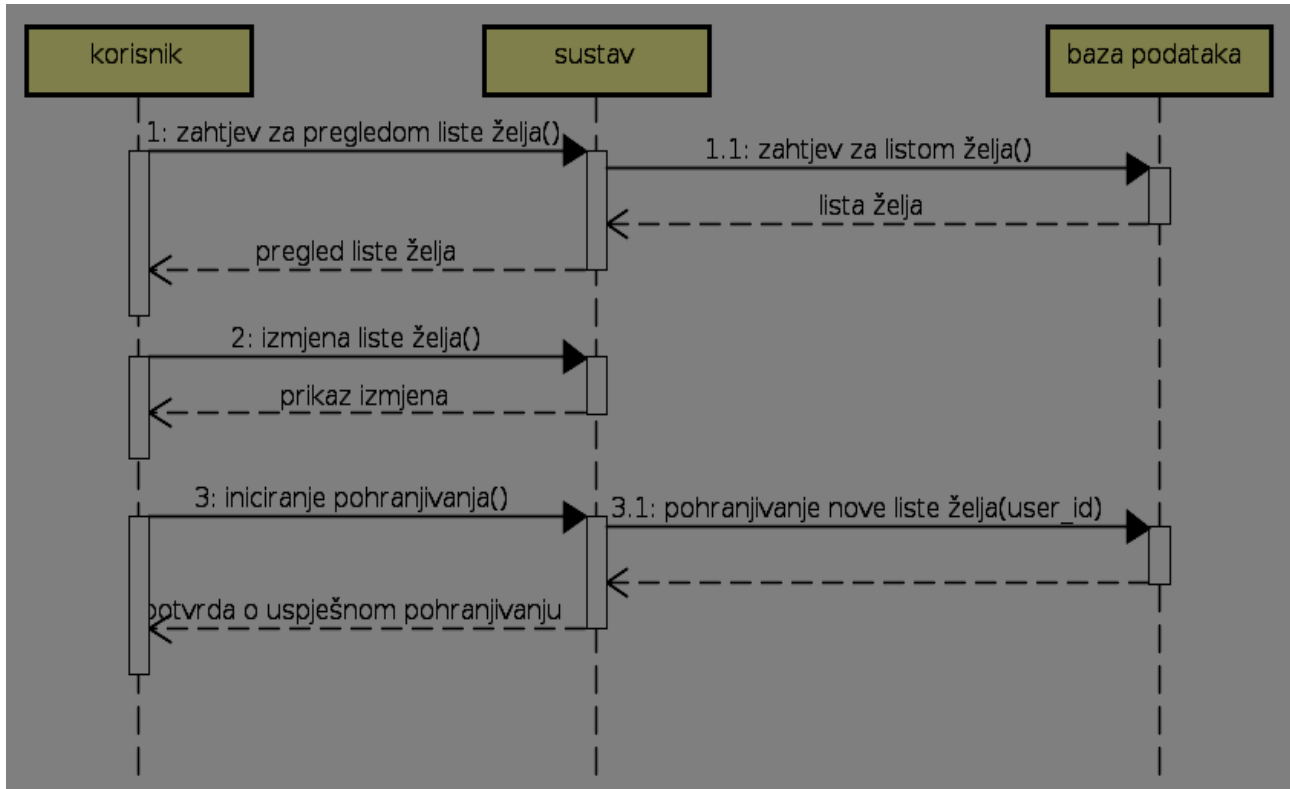 korisnik
sustav
baza podataka
1: zahtjev za pregledom liste želja()
1.1: zahtjev za listom želja()
lista želja
pregled liste želja
2: izmjena liste želja()
prikaz izmjena
3: iniciranje pohranjivanja()
3.1: pohranjivanje nove liste želja(user_id)
potvrda o uspješnom pohranjivanju